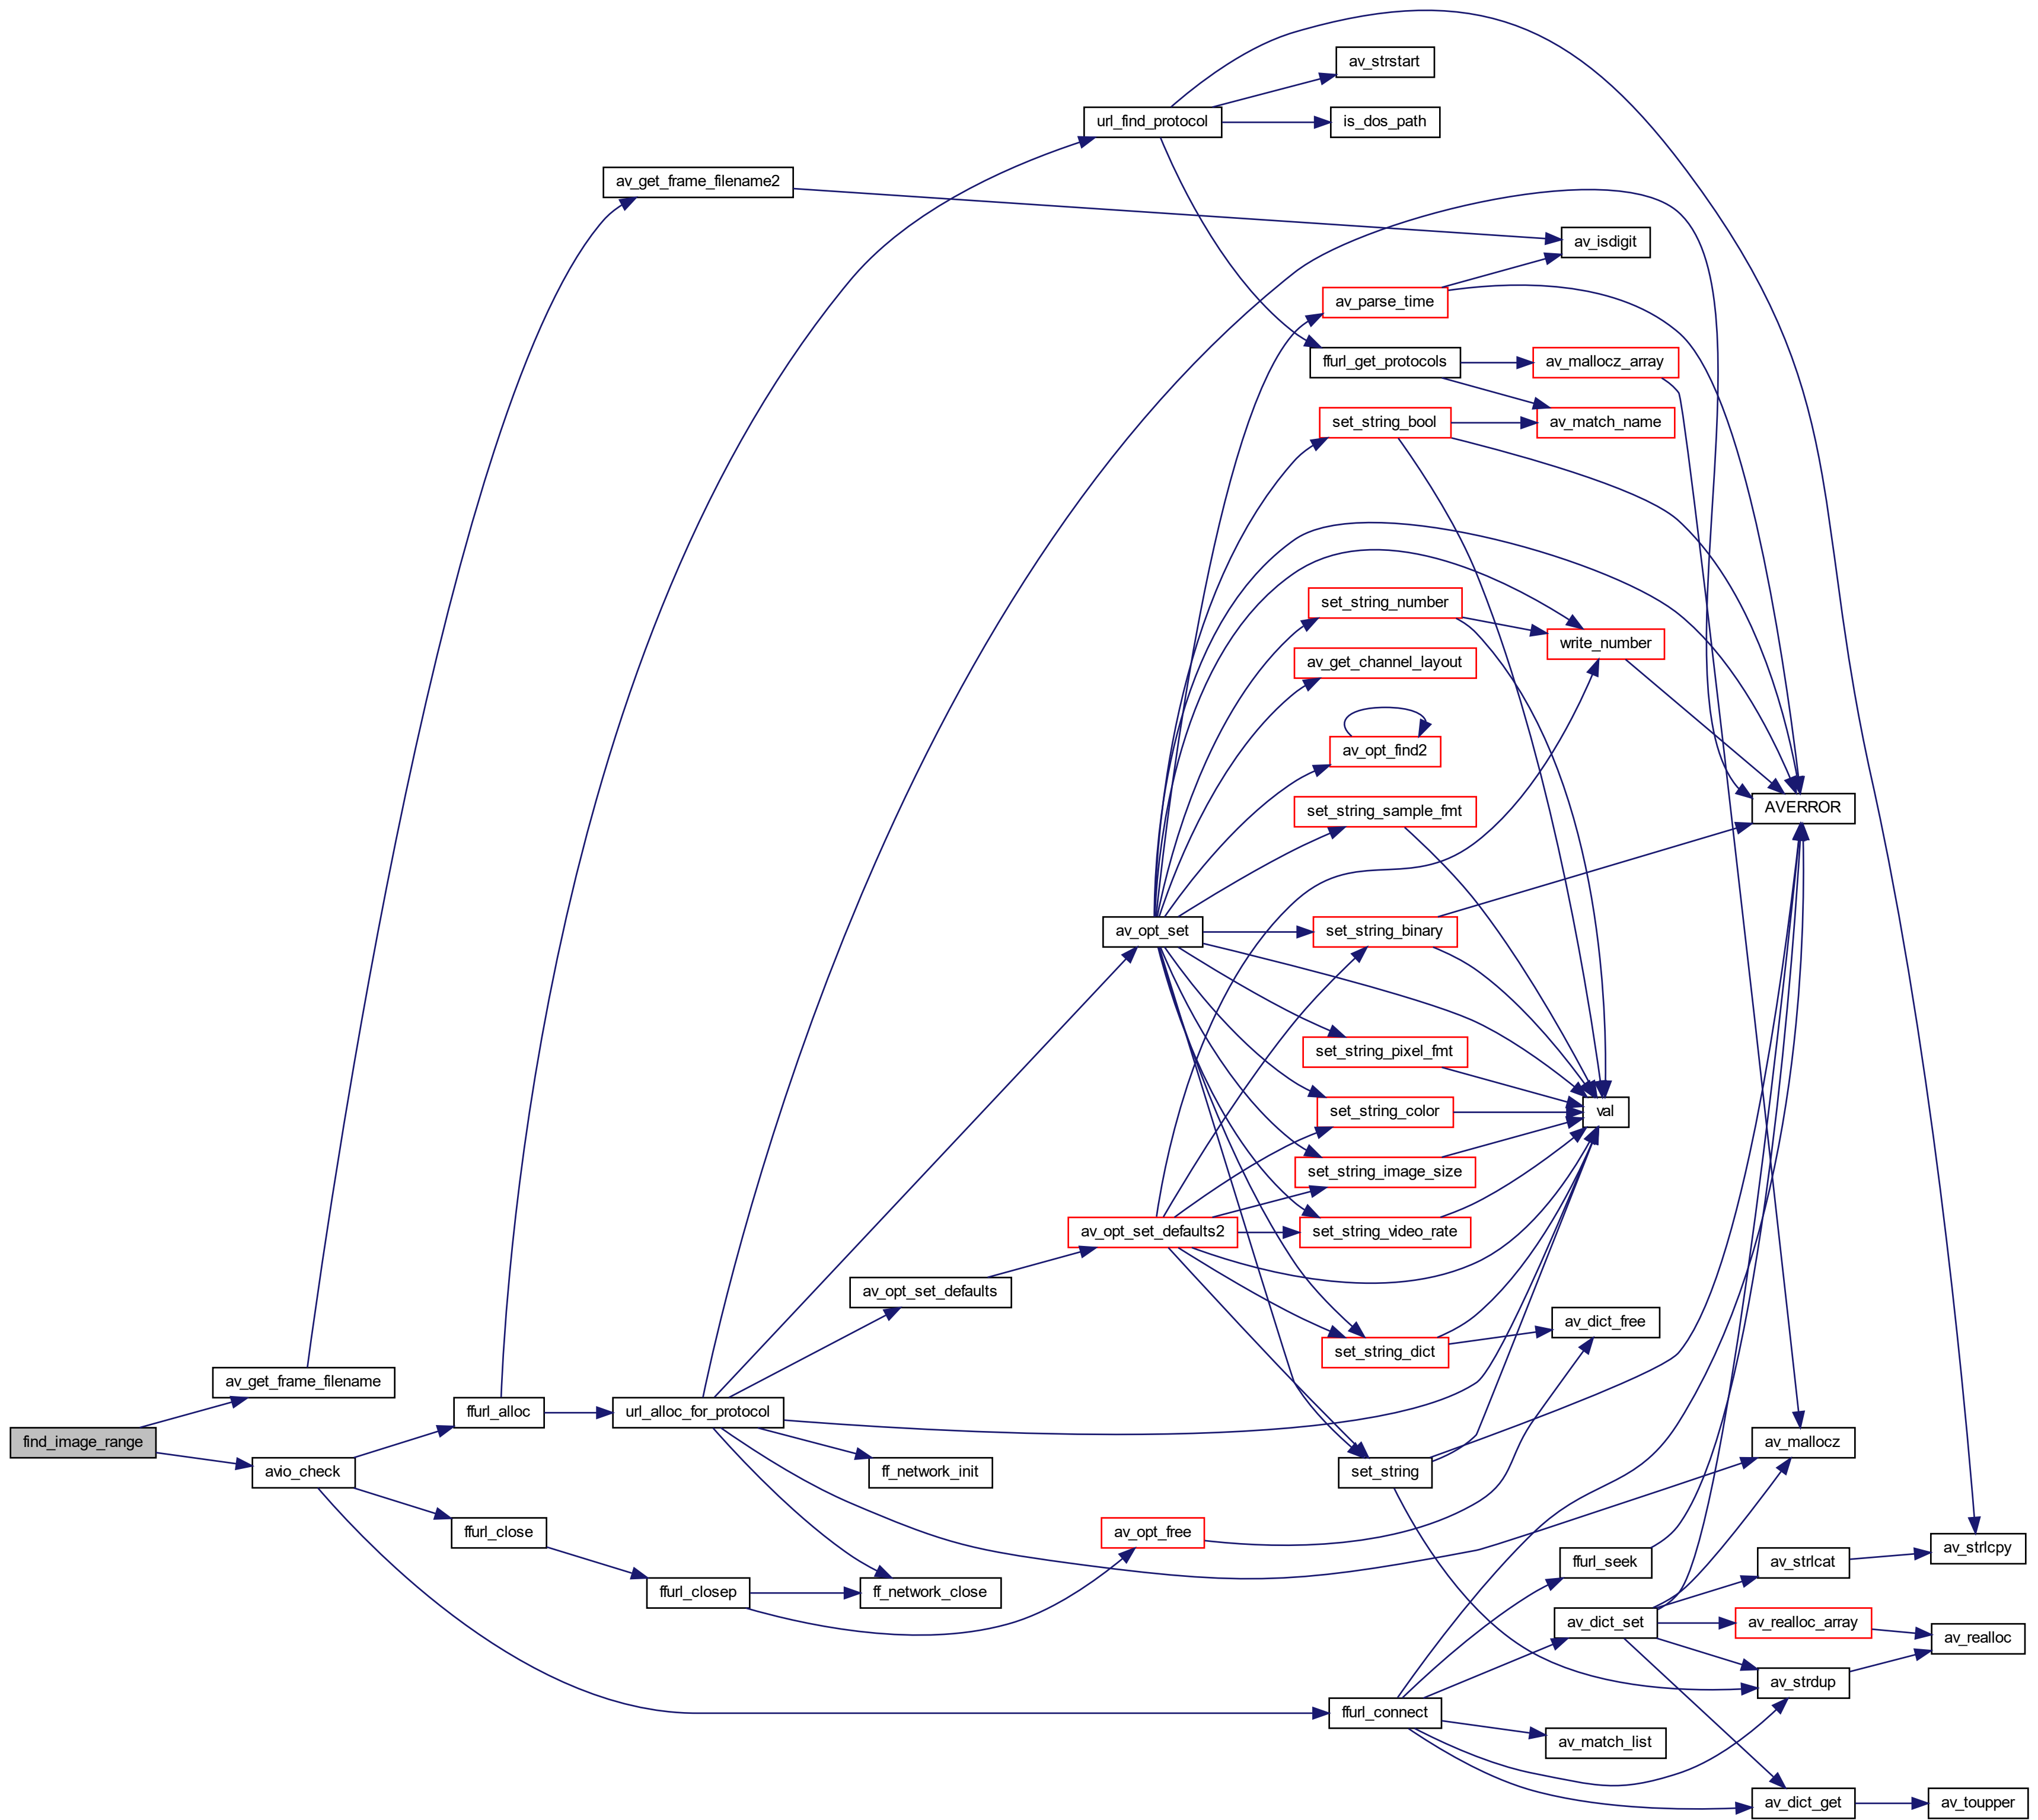 av_strstart
url_find_protocol
is_dos_path
av_get_frame_filename2
av_isdigit
av_parse_time
ffurl_get_protocols
av_mallocz_array
set_string_bool
av_match_name
set_string_number
write_number
av_get_channel_layout
av_opt_find2
set_string_sample_fmt
AVERROR
av_opt_set
set_string_binary
set_string_pixel_fmt
set_string_color
val
set_string_image_size
av_opt_set_defaults2
set_string_video_rate
av_opt_set_defaults
av_dict_free
set_string_dict
av_get_frame_filename
ffurl_alloc
url_alloc_for_protocol
find_image_range
av_mallocz
avio_check
ff_network_init
set_string
ffurl_close
av_opt_free
av_strlcpy
ffurl_seek
av_strlcat
ffurl_closep
ff_network_close
av_dict_set
av_realloc_array
av_realloc
av_strdup
ffurl_connect
av_match_list
av_dict_get
av_toupper